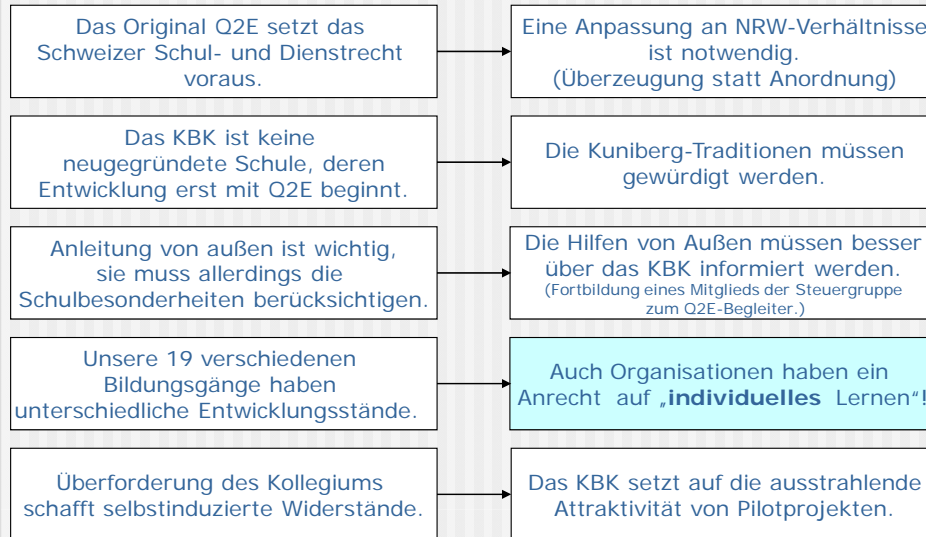 Das Original Q2E setzt das
Schweizer Schul- und Dienstrecht
voraus.
Eine Anpassung an NRW-Verhältnisse
ist notwendig.
(Überzeugung statt Anordnung)
Das KBK ist keine
neugegründete Schule, deren
Entwicklung erst mit Q2E beginnt.
Die Kuniberg-Traditionen müssen
gewürdigt werden.
Anleitung von außen ist wichtig,
sie muss allerdings die
Schulbesonderheiten berücksichtigen.
Die Hilfen von Außen müssen besser
über das KBK informiert werden.
(Fortbildung eines Mitglieds der Steuergruppe
zum Q2E-Begleiter.)
Unsere 19 verschiedenen
Bildungsgänge haben
unterschiedliche Entwicklungsstände.
Auch Organisationen haben ein
Anrecht auf „individuelles Lernen“!
Überforderung des Kollegiums
schafft selbstinduzierte Widerstände.
Das KBK setzt auf die ausstrahlende
Attraktivität von Pilotprojekten.